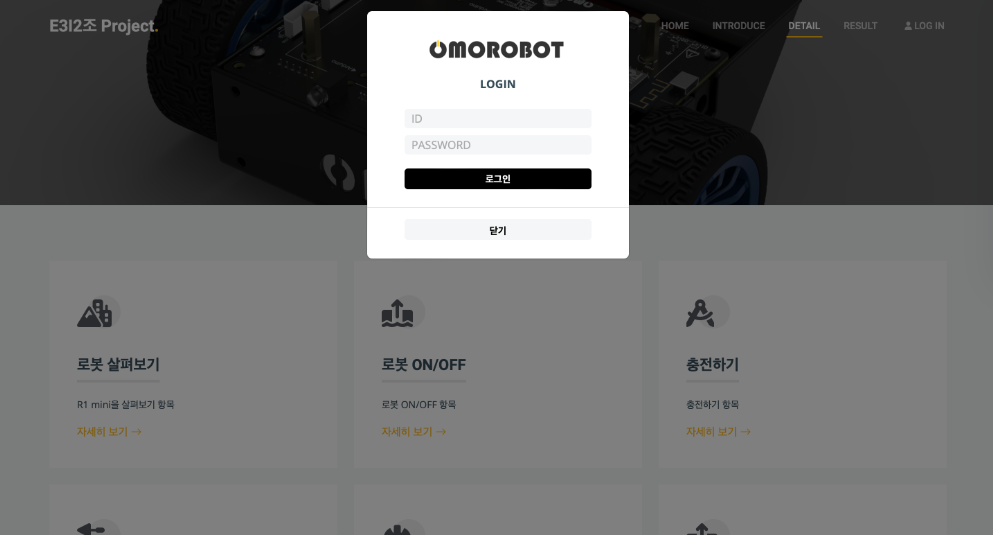 E3I2조 Project.
HOME INTRODUCE DETAIL RESULT LOG IN
OMOROBOT
LOGIN
ID
PASSWORD
로그인
닫기
로봇 살펴보기
R1 mini을 살펴보기 항목
자세히 보기 →
로봇 ON/OFF
로봇 ON/OFF 항목
자세히 보기 →
충전하기
충전하기 항목
자세히 보기 →